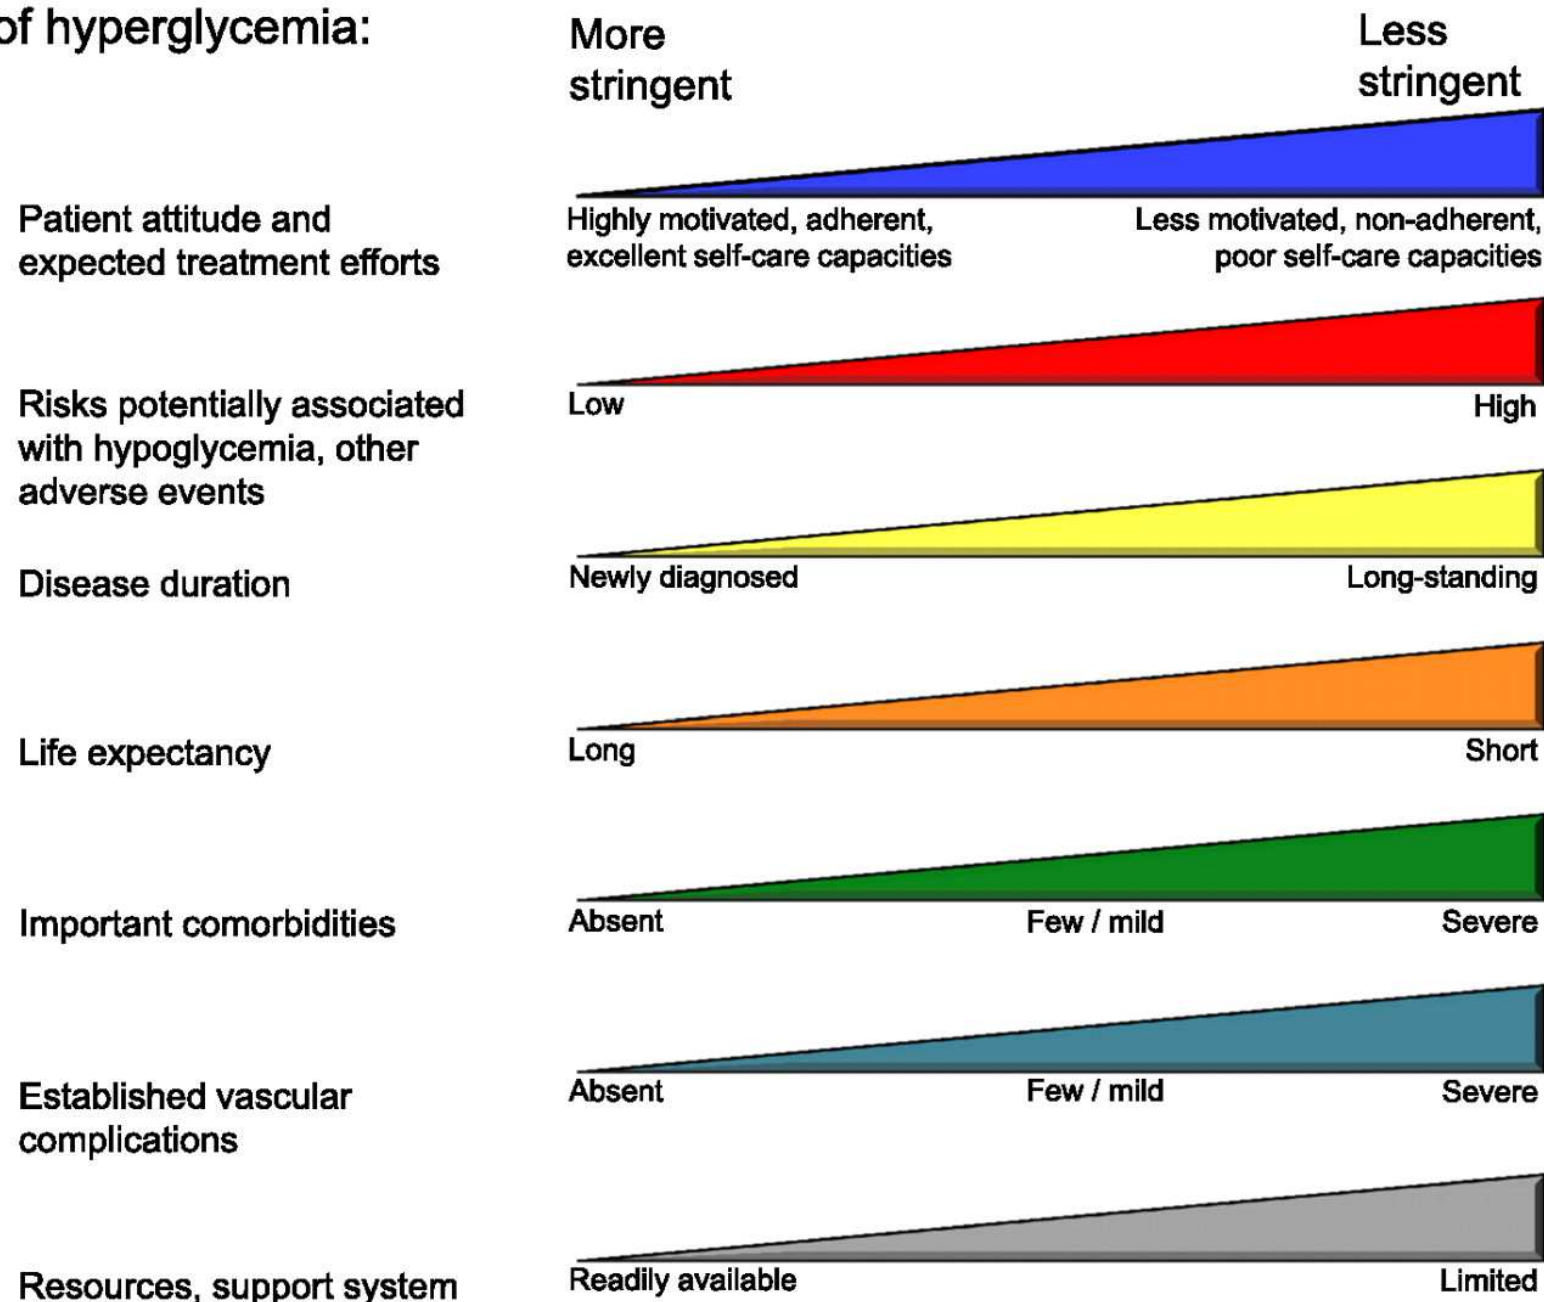 of hyperglycemia:
More
stringent
Less
stringent
Patient attitude and
expected treatment efforts
Highly motivated, adherent,
excellent self-care capacities
Less motivated, non-adherent,
poor self-care capacities
Risks potentially associated
with hypoglycemia, other
adverse events
Low
High
Disease duration
Newly diagnosed
Long-standing
Life expectancy
Long
Short
Important comorbidities
Absent
Few / mild
Severe
Established vascular
complications
Absent
Few / mild
Severe
Resources, support system
Readily available
Limited